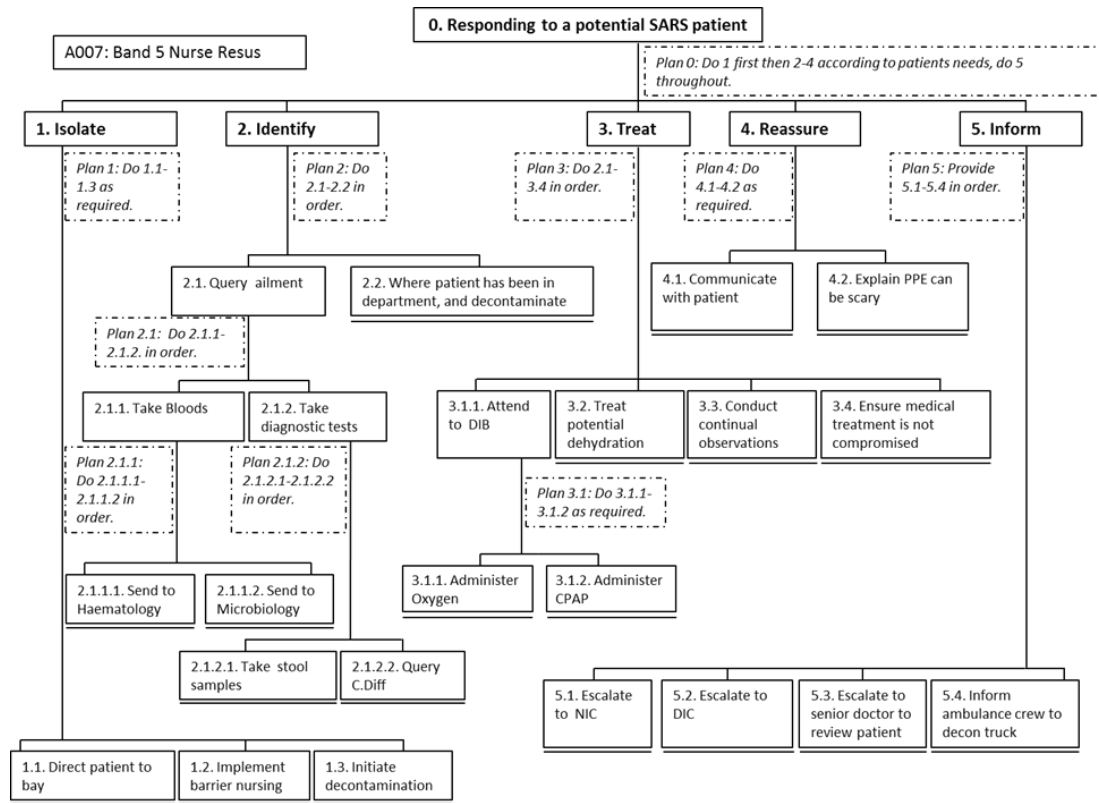 0. Responding to a potential SARS patient
A007: Band 5 Nurse Resus
Plan 0: Do 1 first then 2-4 according to patients needs, do 5
throughout.
1. Isolate
2. Identify
3. Treat
4. Reassure
5. Inform
Plan 1: Do 1.1-
1.3 as
required.
Plan 2: Do
2.1-2.2 in
order.
Plan 3: Do 2.1-
3.4 in order.
Plan 4: Do
4.1-4.2 as
required.
Plan 5: Provide
5.1-5.4 in order.
2.1. Query ailment
2.2. Where patient has been in
department, and decontaminate
4.1. Communicate
with patient
4.2. Explain PPE can
be scary
Plan 2.1: Do 2.1.1-
2.1.2. in order.
2.1.1. Take Bloods
2.1.2. Take
diagnostic tests
3.1.1. Attend
to DIB
3.2. Treat
potential
dehydration
3.3. Conduct
continual
observations
3.4. Ensure medical
treatment is not
compromised
Plan 2.1.1:
Do 2.1.1.1-
2.1.1.2 in
order.
Plan 2.1.2: Do
2.1.2.1-2.1.2.2
in order.
Plan 3.1: Do 3.1.1-
3.1.2 as required.
2.1.1.1. Send to
Haematology
2.1.1.2. Send to
Microbiology
3.1.1. Administer
Oxygen
3.1.2. Administer
CPAP
2.1.2.1. Take stool
samples
2.1.2.2. Query
C.Diff
5.1. Escalate
to NIC
5.2. Escalate to
DIC
5.3. Escalate to
senior doctor to
review patient
5.4. Inform
ambulance crew to
decon truck
1.1. Direct patient to
bay
1.2. Implement
barrier nursing
1.3. Initiate
decontamination